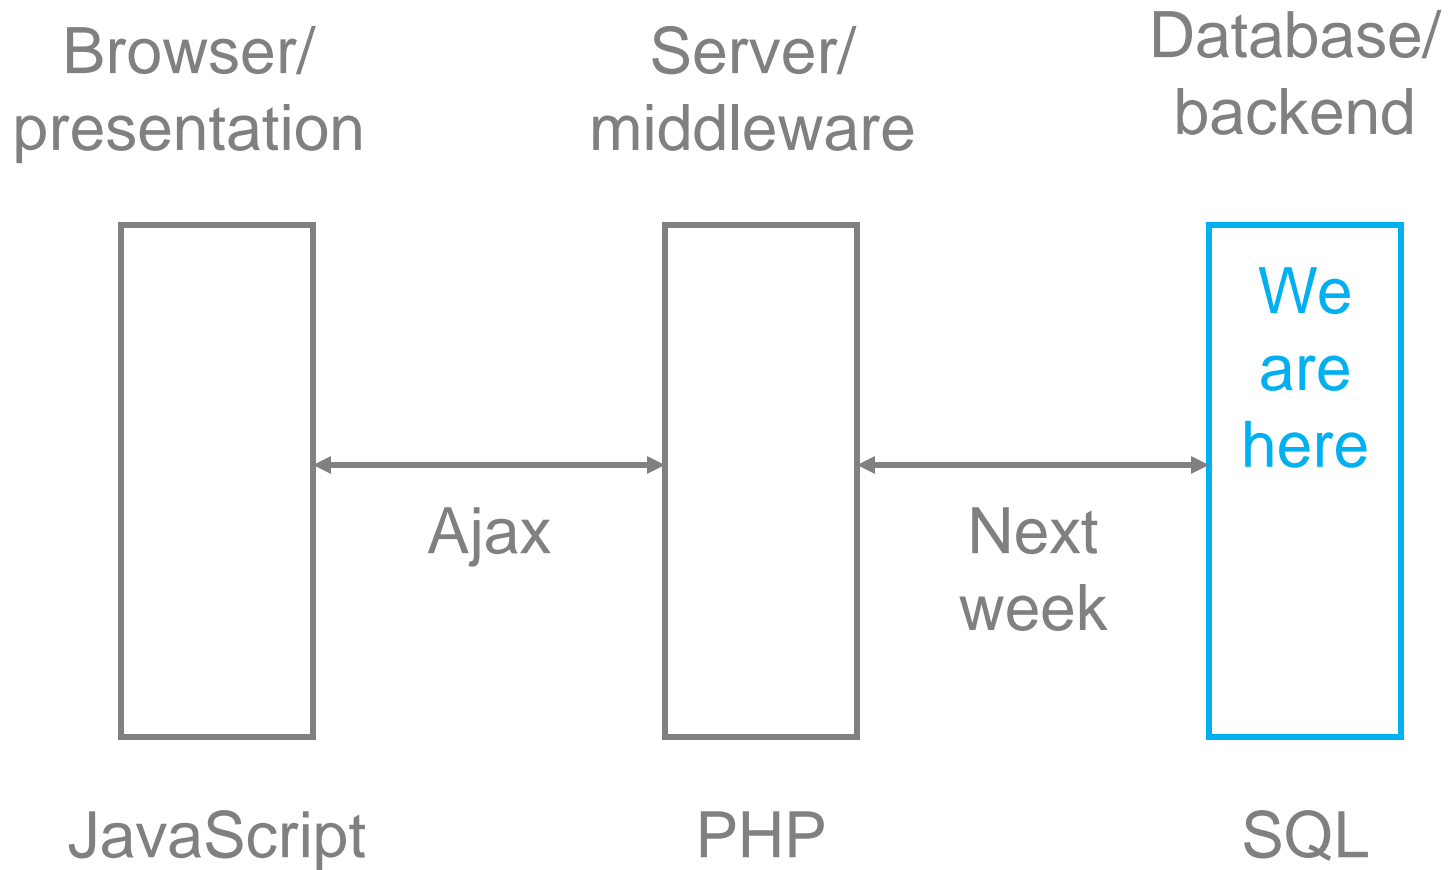 Browser/
presentation
Server/
middleware
Database/
backend
We
are
here
Ajax
Next
week
JavaScript
PHP
SQL